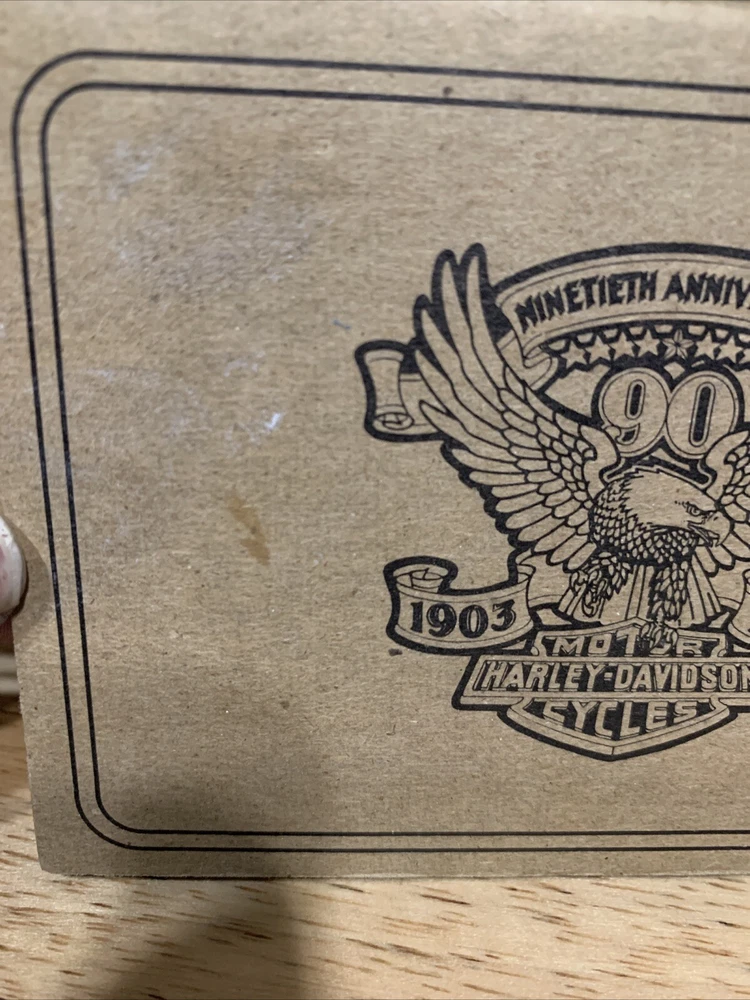 NINETIETH ANNIV
90
1903
MOTOR
HARLEY-DAVIDSON
CYCLES